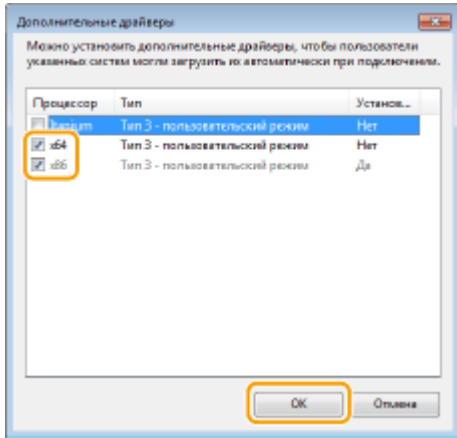 Дополнительные драйверы
Можно установить дополнительные драйверы, чтобы пользователи
указанных систем могли загрузить их автоматически при подключении.
Процессор Тип Установ...
Itanium Тип 3 - пользовательский режим Нет
x64 Тип 3 - пользовательский режим Нет
x86 Тип 3 - пользовательский режим Да
OK Отмена